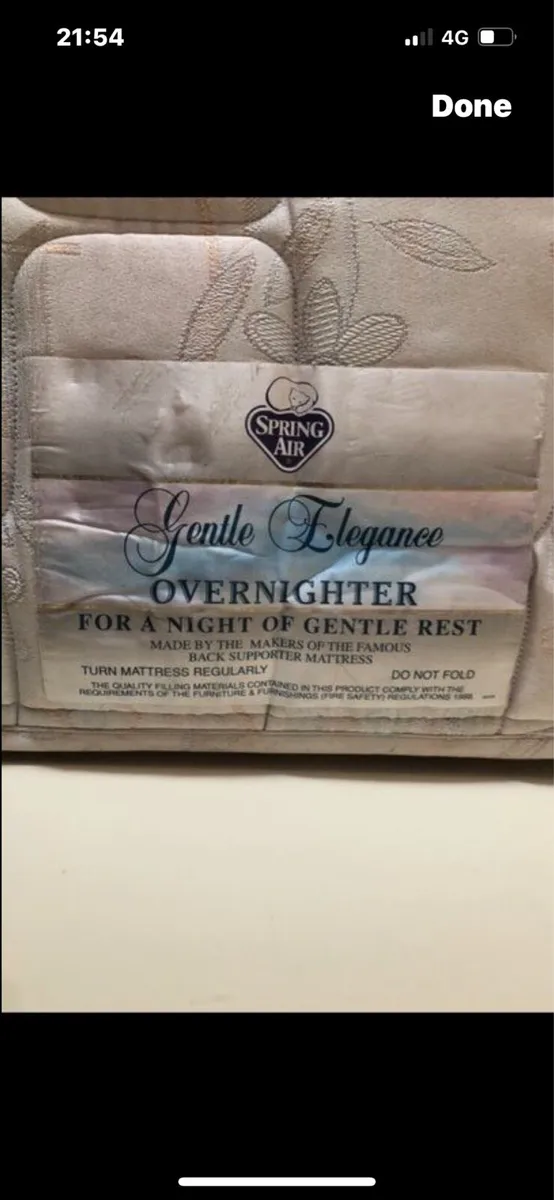 21:54
4G
Done
SPRING
AIR
Gentle Elegance
OVERNIGHTER
FOR A NIGHT OF GENTLE REST
MADE BY THE MAKERS OF THE FAMOUS
BACK SUPPORTER MATTRESS
TURN MATTRESS REGULARLY
DO NOT FOLD
THE QUALITY FILLING MATERIALS CONTAINED IN THIS PRODUCT COMPLY WITH THE
REQUIREMENTS OF THE FURNITURE & FURNISHINGS (FIRE SAFETY) REGULATIONS 1988